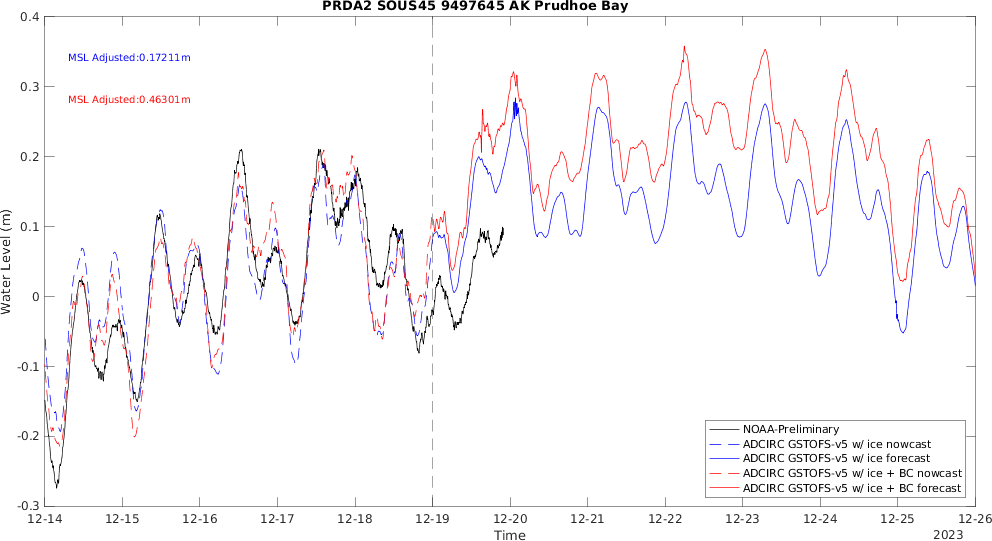 PRDA2 SOUS45 9497645 AK Prudhoe Bay
MSL Adjusted:0.17211m
MSL Adjusted:0.46301m
Water Level (m)
0.4
0.3
0.2
0.1
0
-0.1
-0.2
-0.3
NOAA-Preliminary
ADCIRC GSTOFS-v5 w/ ice nowcast
ADCIRC GSTOFS-v5 w/ ice forecast
ADCIRC GSTOFS-v5 w/ ice + BC nowcast
ADCIRC GSTOFS-v5 w/ ice + BC forecast
12-14 12-15 12-16 12-17 12-18 12-19 12-20 12-21 12-22 12-23 12-24 12-25 12-26
Time
2023